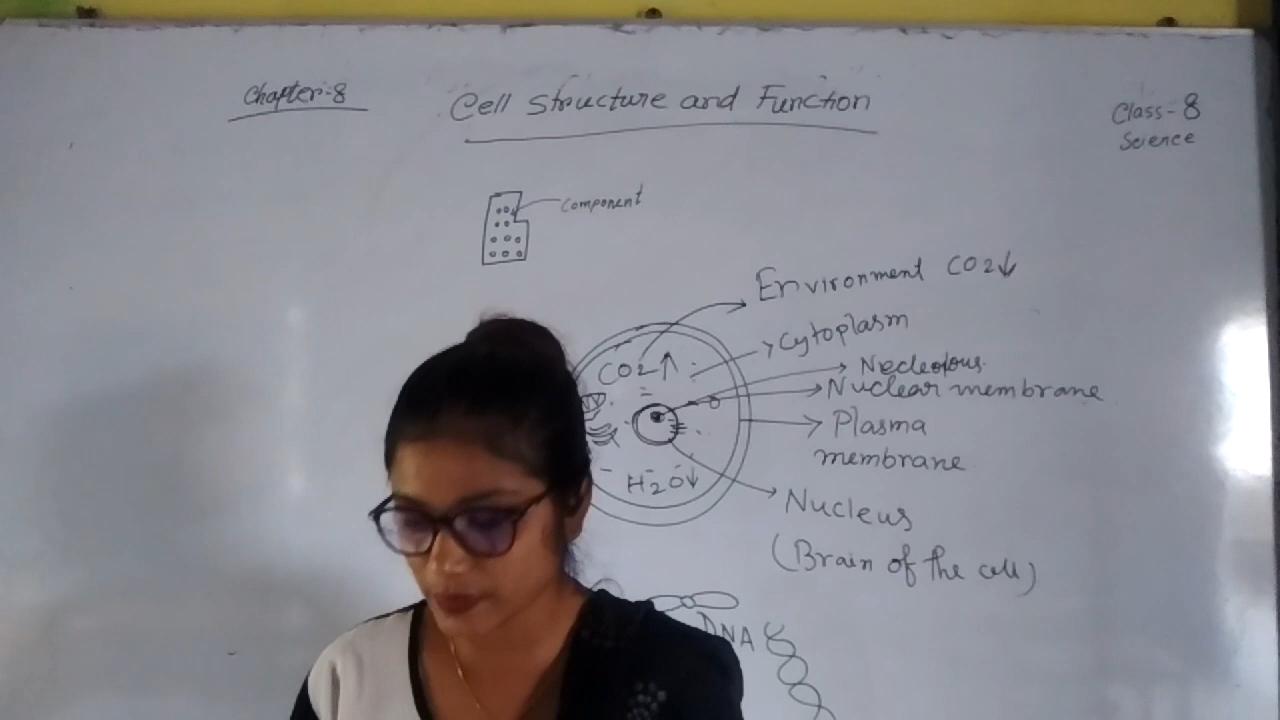 Chapter-8
Cell Structure and Function
Class-8
Science
Component
Environment CO2↓
Cytoplasm
CO2↑
Nuclear membrane
Plasma
membrane
H2O↓
Nucleus
(Brain of the cell)
DNA